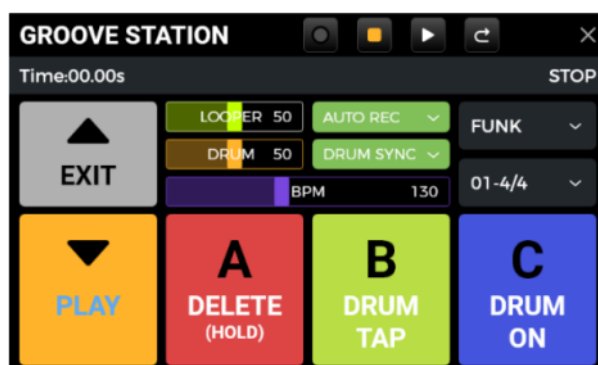 GROOVE STATION
Time:00.00s STOP
EXIT
LOOPER 50
AUTO REC
FUNK
DRUM 50
DRUM SYNC
BPM 130
01-4/4
PLAY
A
DELETE
(HOLD)
B
DRUM
TAP
C
DRUM
ON